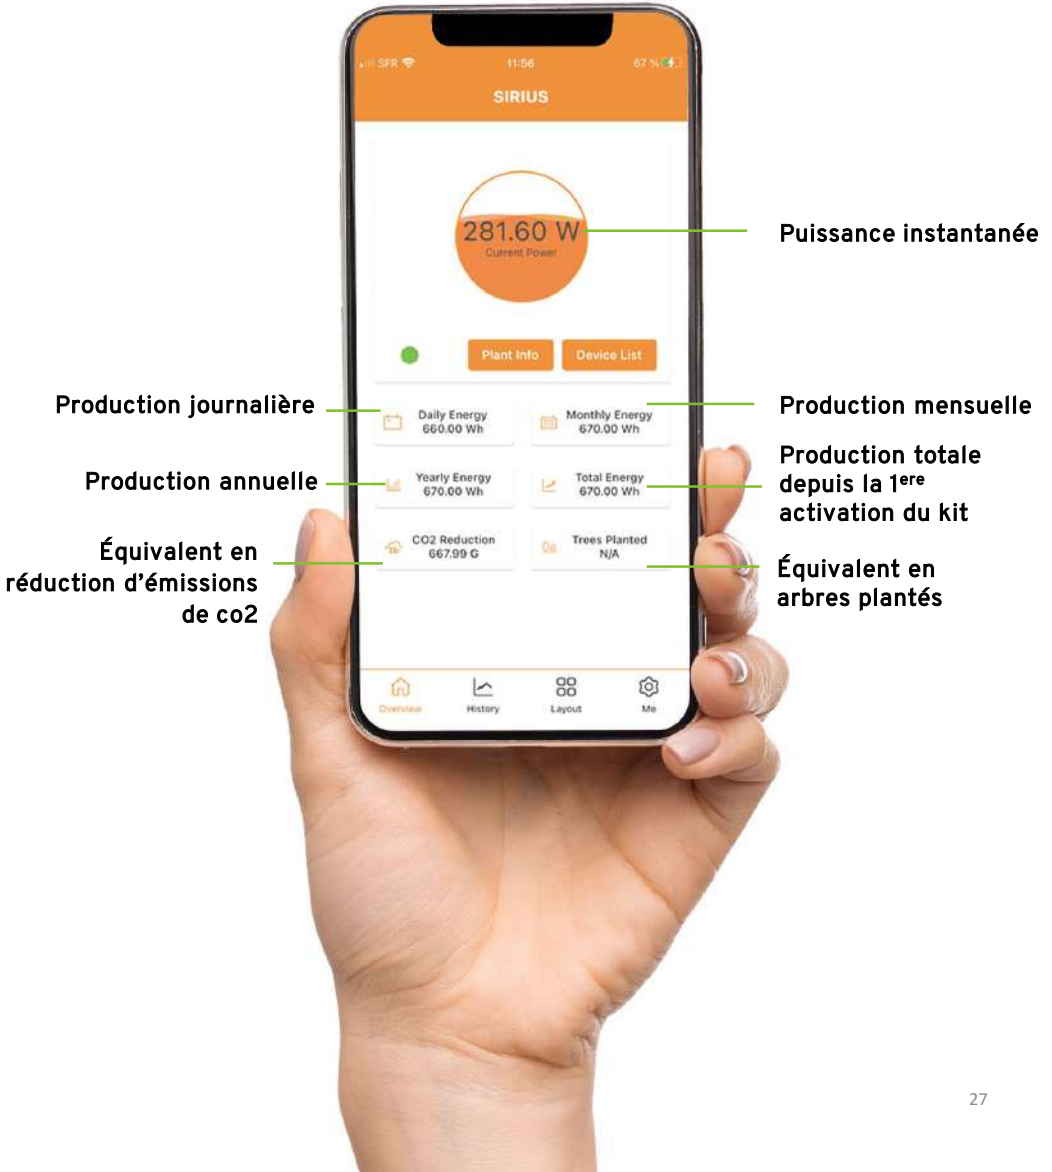 SFR
11:56
67 %
SIRIUS
281.60 W
Current Power
Puissance instantanée
Plant Info
Device List
Production journalière
Daily Energy
660.00 Wh
Monthly Energy
670.00 Wh
Production mensuelle
Production annuelle
Yearly Energy
670.00 Wh
Total Energy
670.00 Wh
Production totale
depuis la 1ere
activation du kit
Équivalent en
réduction d'émissions
de co2
CO2 Reduction
667.99 G
Trees Planted
N/A
Équivalent en
arbres plantés
Overview
History
Layout
Me
27